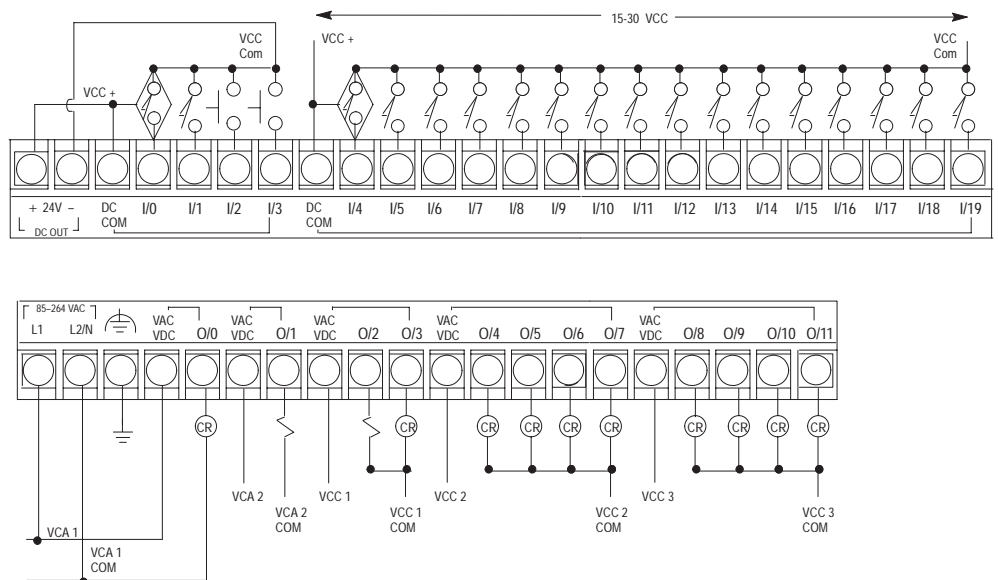 15-30 VCC
VCC
Com
VCC +
VCC
Com
VCC +
+ 24V –
DC OUT
DC
COM
I/0
I/1
I/2
I/3
DC
COM
I/4
I/5
I/6
I/7
I/8
I/9
I/10
I/11
I/12
I/13
I/14
I/15
I/16
I/17
I/18
I/19
85–264 VAC
L1
L2/N
VAC
VDC
O/0
VAC
VDC
O/1
VAC
VDC
O/2
O/3
VAC
VDC
O/4
O/5
O/6
O/7
VAC
VDC
O/8
O/9
O/10
O/11
CR
CR
CR
CR
CR
CR
CR
CR
CR
CR
VCA 2
VCA 2
COM
VCC 1
VCC 1
COM
VCC 2
VCC 2
COM
VCC 3
VCC 3
COM
VCA 1
VCA 1
COM